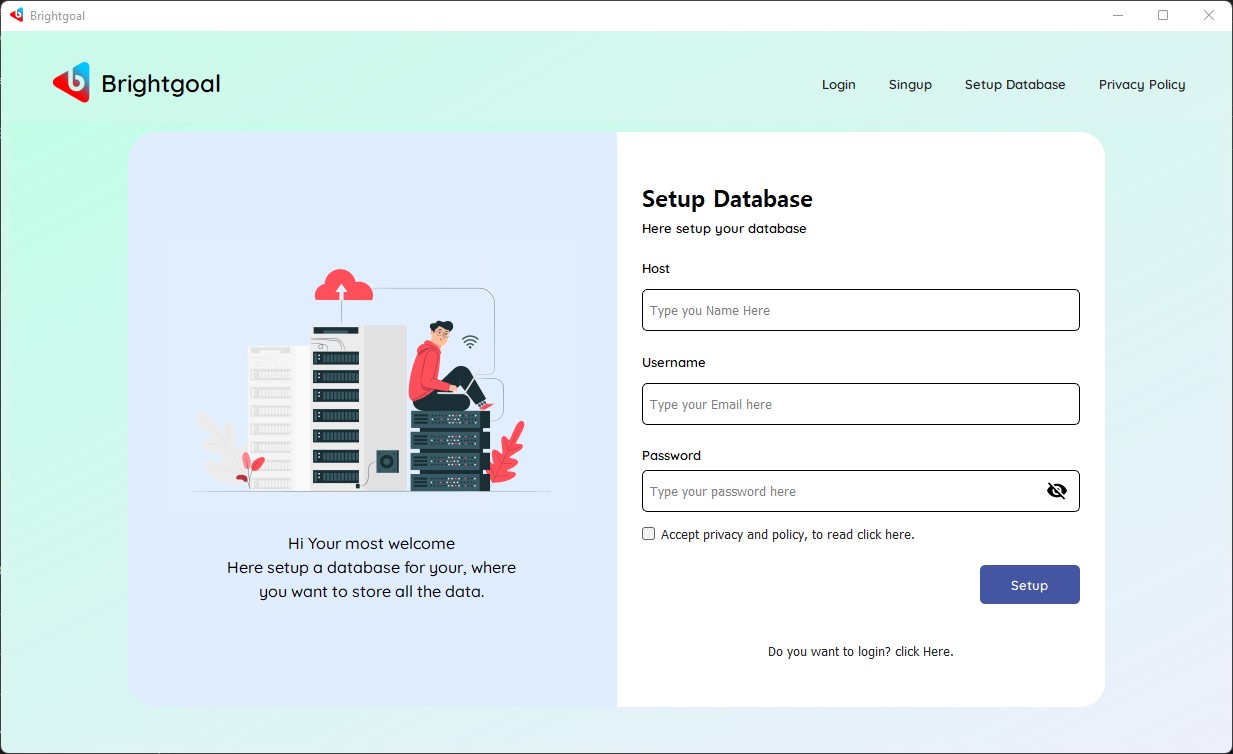 Brightgoal
Brightgoal
Login
Singup
Setup Database
Privacy Policy
Hi Your most welcome
Here setup a database for your, where
you want to store all the data.
Setup Database
Here setup your database
Host
Type you Name Here
Username
Type your Email here
Password
Type your password here
Accept privacy and policy, to read click here.
Setup
Do you want to login? click Here.